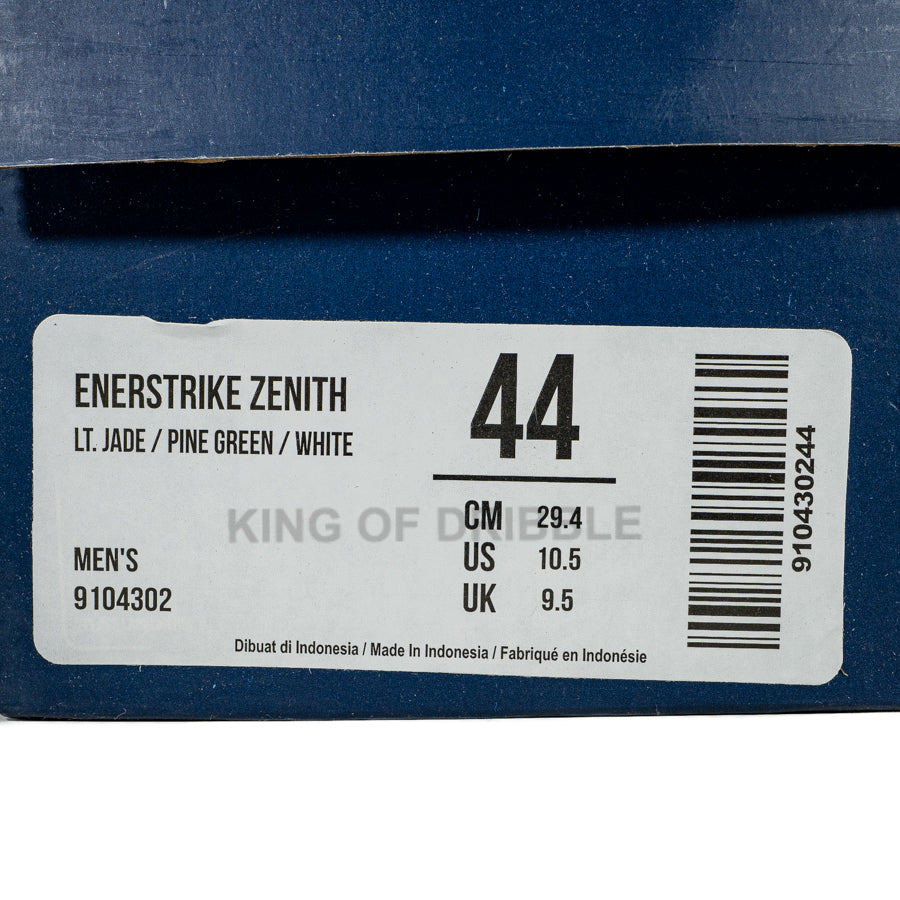 ENERSTRIKE ZENITH
LT. JADE / PINE GREEN / WHITE
MEN'S
9104302
44
CM 29.4
US 10.5
UK 9.5
910430244
KING OF DRIBBLE
Dibuat di Indonesia / Made In Indonesia / Fabriqué en Indonésie